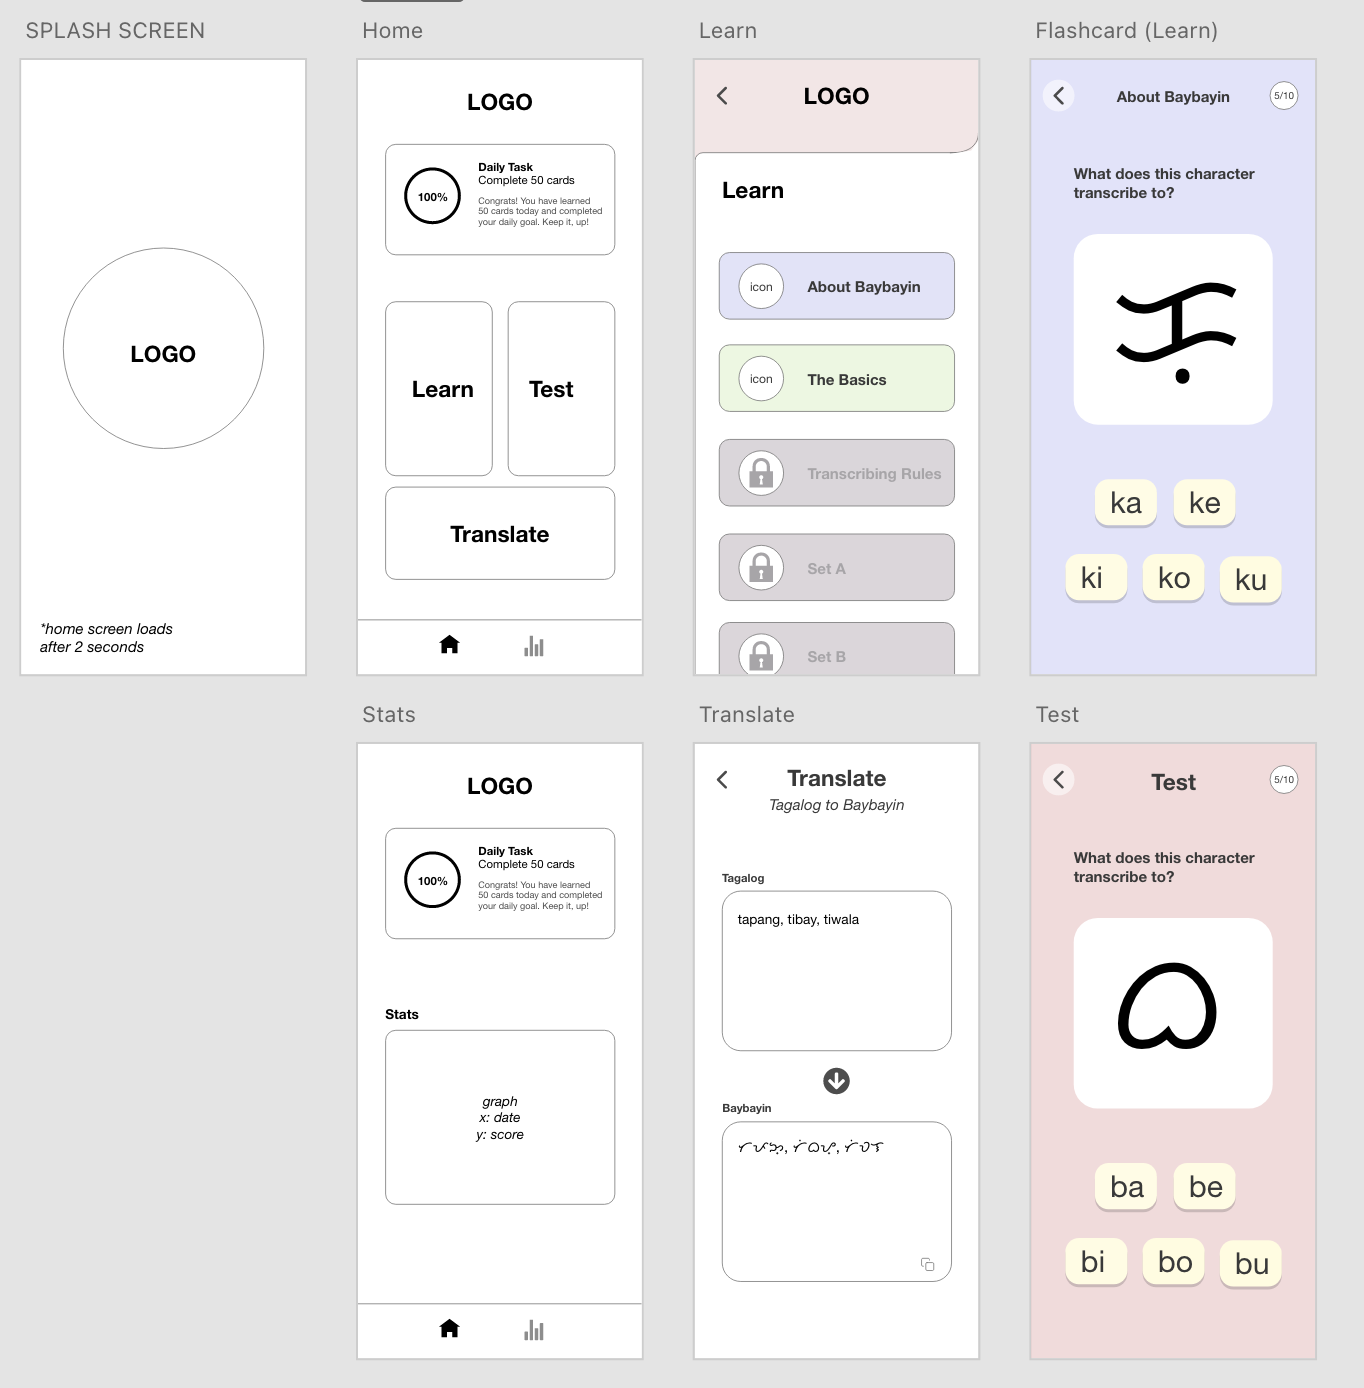 SPLASH SCREEN
LOGO
*home screen loads
after 2 seconds
Home
LOGO
100%
Daily Task
Complete 50 cards
Congrats! You have learned
50 cards today and completed
your daily goal. Keep it, up!
Learn
Test
Translate
Learn
LOGO
Learn
icon
About Baybayin
icon
The Basics
Transcribing Rules
Set A
Set B
Flashcard (Learn)
About Baybayin
5/10
What does this character
transcribe to?
ᜃᜓ
ka ke
ki ko ku
Stats
LOGO
100%
Daily Task
Complete 50 cards
Congrats! You have learned
50 cards today and completed
your daily goal. Keep it, up!
Stats
graph
x: date
y: score
Translate
Translate
Tagalog to Baybayin
Tagalog
tapang, tibay, tiwala
Baybayin
Test
Test
5/10
What does this character
transcribe to?
ᜊ
ba be
bi bo bu